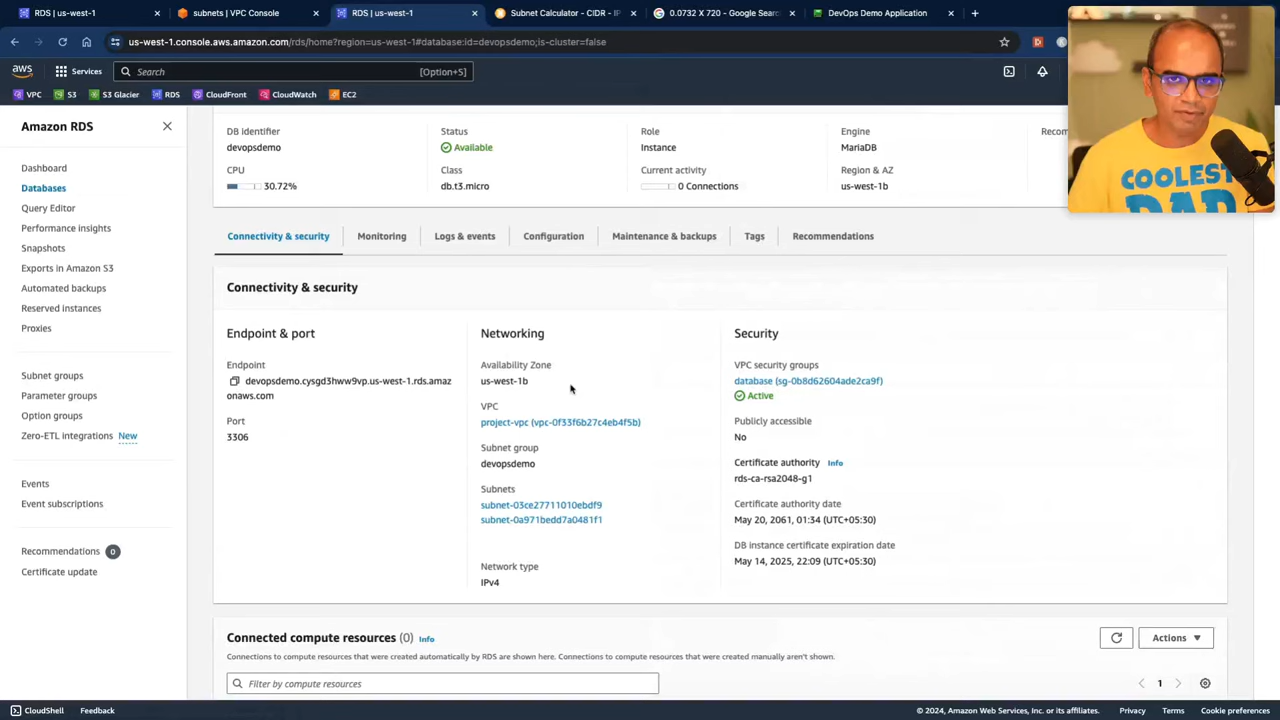 RDS | us-west-1
subnets | VPC Console
RDS | us-west-1
Subnet Calculator - CIDR - IP
0.0732 X 720 - Google Sear
DevOps Demo Application
us-west-1.console.aws.amazon.com/rds/home?region=us-west-1#database:id=devopsdemo;is-cluster=false
aws
Services
Search
[Option+S]
VPC
S3
S3 Glacier
RDS
CloudFront
CloudWatch
EC2
Amazon RDS
Dashboard
Databases
Query Editor
Performance insights
Snapshots
Exports in Amazon S3
Automated backups
Reserved instances
Proxies
Subnet groups
Parameter groups
Option groups
Zero-ETL integrations New
Events
Event subscriptions
Recommendations 0
Certificate update
DB identifier
devopsdemo
Status
Available
Role
Instance
Engine
MariaDB
Recom
CPU
30.72%
Class
db.t3.micro
Current activity
0 Connections
Region & AZ
us-west-1b
Connectivity & security
Monitoring
Logs & events
Configuration
Maintenance & backups
Tags
Recommendations
Connectivity & security
Endpoint & port
Endpoint
devopsdemo.cysgd3hww9vp.us-west-1.rds.amaz
onaws.com
Port
3306
Networking
Availability Zone
us-west-1b
VPC
project-vpc (vpc-0f33f6b27c4eb4f5b)
Subnet group
devopsdemo
Subnets
subnet-03ce27711010ebdf9
subnet-0a971bedd7a0481f1
Network type
IPv4
Security
VPC security groups
database (sg-0b8d62604ade2ca9f)
Active
Publicly accessible
No
Certificate authority Info
rds-ca-rsa2048-g1
Certificate authority date
May 20, 2061, 01:34 (UTC+05:30)
DB instance certificate expiration date
May 14, 2025, 22:09 (UTC+05:30)
Connected compute resources (0) Info
Actions
Connections to compute resources that were created automatically by RDS are shown here. Connections to compute resources that were created manually aren't shown.
Filter by compute resources
1
CloudShell
Feedback
© 2024, Amazon Web Services, Inc. or its affiliates.
Privacy
Terms
Cookie preferences
COOLEST
DAD